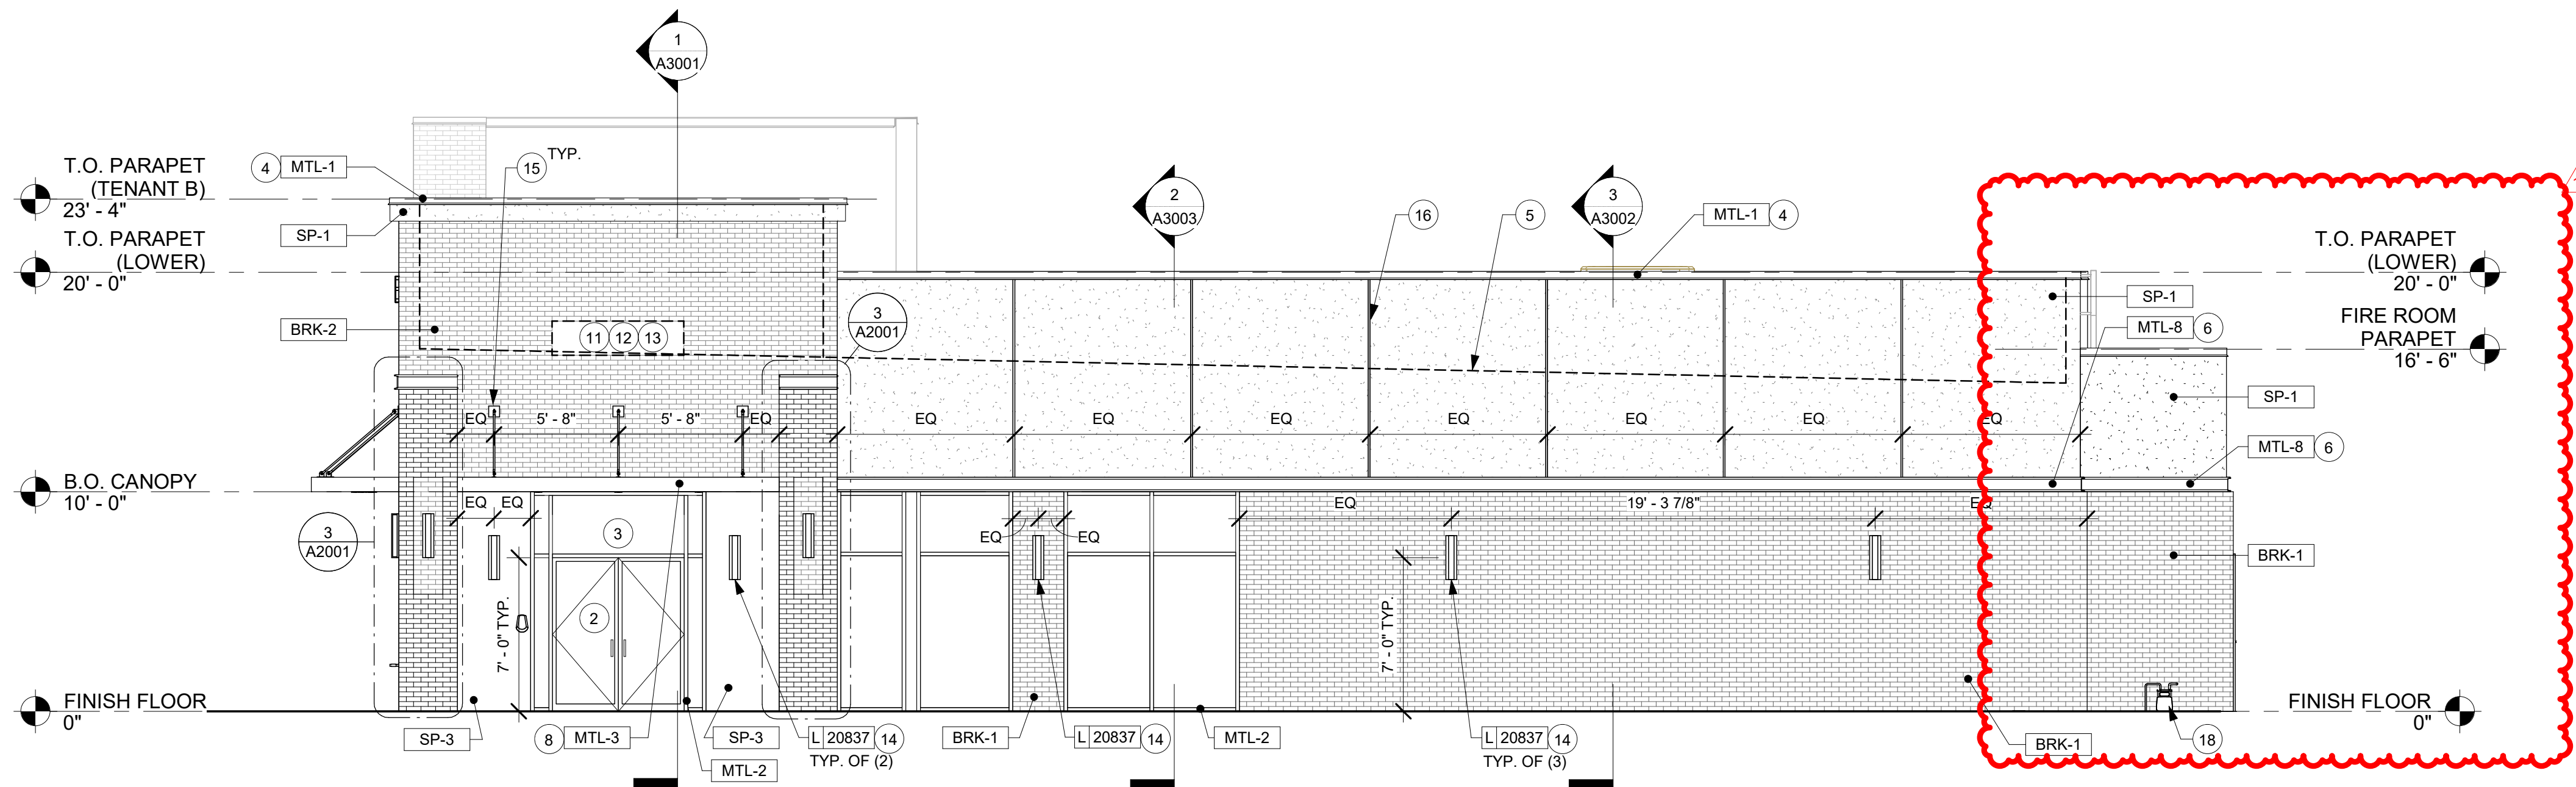 1
A3001
T.O. PARAPET
(TENANT B)
23' - 4"
4 MTL-1
15 TYP.
SP-1
T.O. PARAPET
(LOWER)
20' - 0"
BRK-2
11 12 13
3
A2001
2
A3003
16
5
3
A3002
MTL-1 4
T.O. PARAPET
(LOWER)
20' - 0"
SP-1
MTL-8 6
FIRE ROOM
PARAPET
16' - 6"
SP-1
MTL-8 6
EQ 5' - 8" 5' - 8" EQ EQ EQ EQ EQ EQ EQ EQ
B.O. CANOPY
10' - 0"
EQ EQ
EQ EQ
EQ 19' - 3 7/8" EQ
3
A2001
3
2
7' - 0" TYP.
7' - 0" TYP.
BRK-1
FINISH FLOOR
0"
FINISH FLOOR
0"
SP-3
8 MTL-3
MTL-2
SP-3
L 20837 14
TYP. OF (2)
BRK-1
L 20837 14
MTL-2
L 20837 14
TYP. OF (3)
BRK-1
18